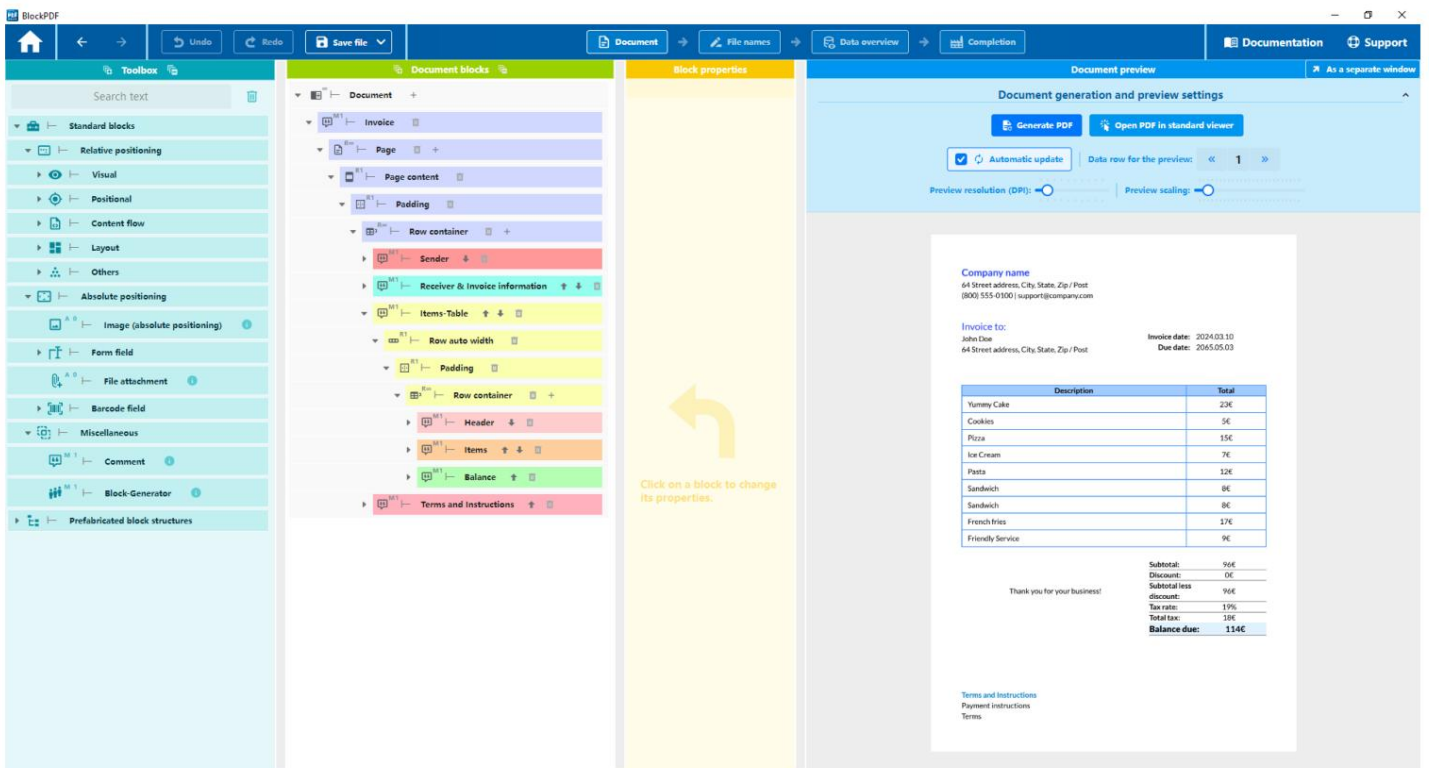 BlockPDF
Undo
Redo
Save file
Document
File names
Data overview
Completion
Documentation
Support
Toolbox
Search text
Standard blocks
Relative positioning
Visual
Positional
Content flow
Layout
Others
Absolute positioning
Image (absolute positioning)
Form field
File attachment
Barcode field
Miscellaneous
Comment
Block-Generator
Prefabricated block structures
Document blocks
Document
Invoice
Page
Page content
Padding
Row container
Sender
Receiver & Invoice information
Items-Table
Row auto width
Padding
Row container
Header
Items
Balance
Terms and Instructions
Block properties
Click on a block to change
its properties.
Document preview
As a separate window
Document generation and preview settings
Generate PDF
Open PDF in standard viewer
Automatic update
Data row for the preview: « 1 »
Preview resolution (DPI):
Preview scaling:
Company name
64 Street address, City, State, Zip / Post
(800) 555-0100 | support@company.com
Invoice to:
John Doe
64 Street address, City, State, Zip / Post
Invoice date: 2024.03.10
Due date: 2065.05.03
Description Total
Yummy Cake 23€
Cookies 5€
Pizza 15€
Ice Cream 7€
Pasta 12€
Sandwich 8€
Sandwich 8€
French fries 17€
Friendly Service 9€
Thank you for your business!
Subtotal: 96€
Discount: 0€
Subtotal less
discount: 96€
Tax rate: 19%
Total tax: 18€
Balance due: 114€
Terms and Instructions
Payment instructions
Terms